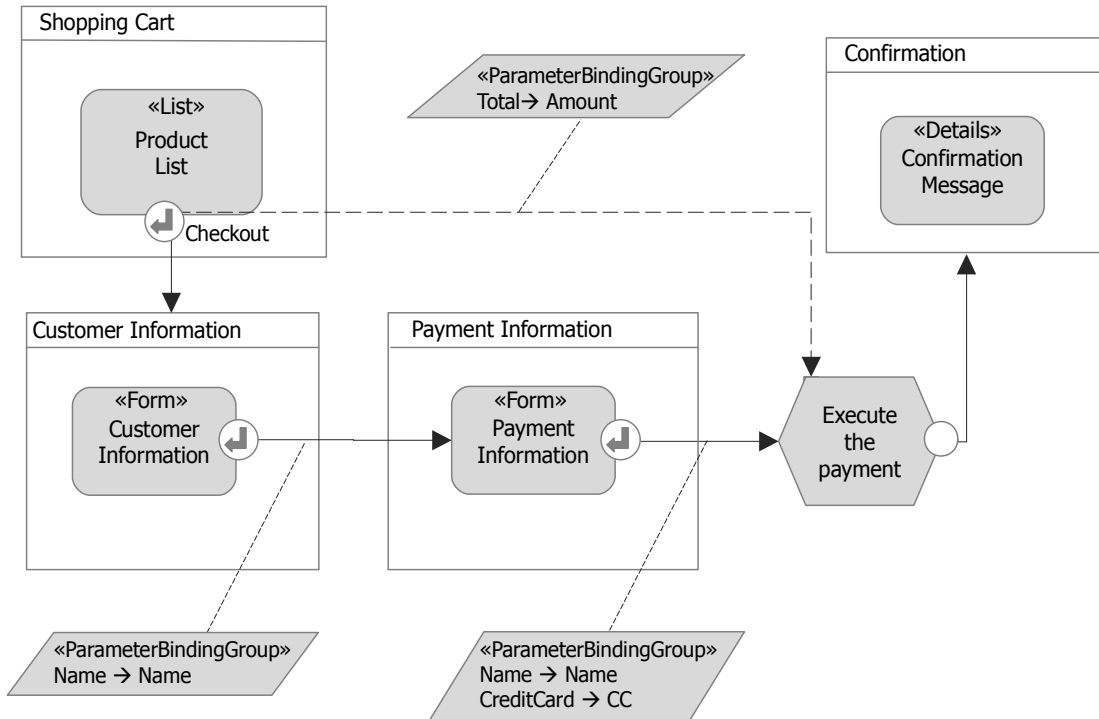 Shopping Cart
«List»
Product
List
Checkout
«ParameterBindingGroup»
Total→ Amount
Confirmation
«Details»
Confirmation
Message
Customer Information
«Form»
Customer
Information
Payment Information
«Form»
Payment
Information
Execute
the
payment
«ParameterBindingGroup»
Name → Name
«ParameterBindingGroup»
Name → Name
CreditCard → CC